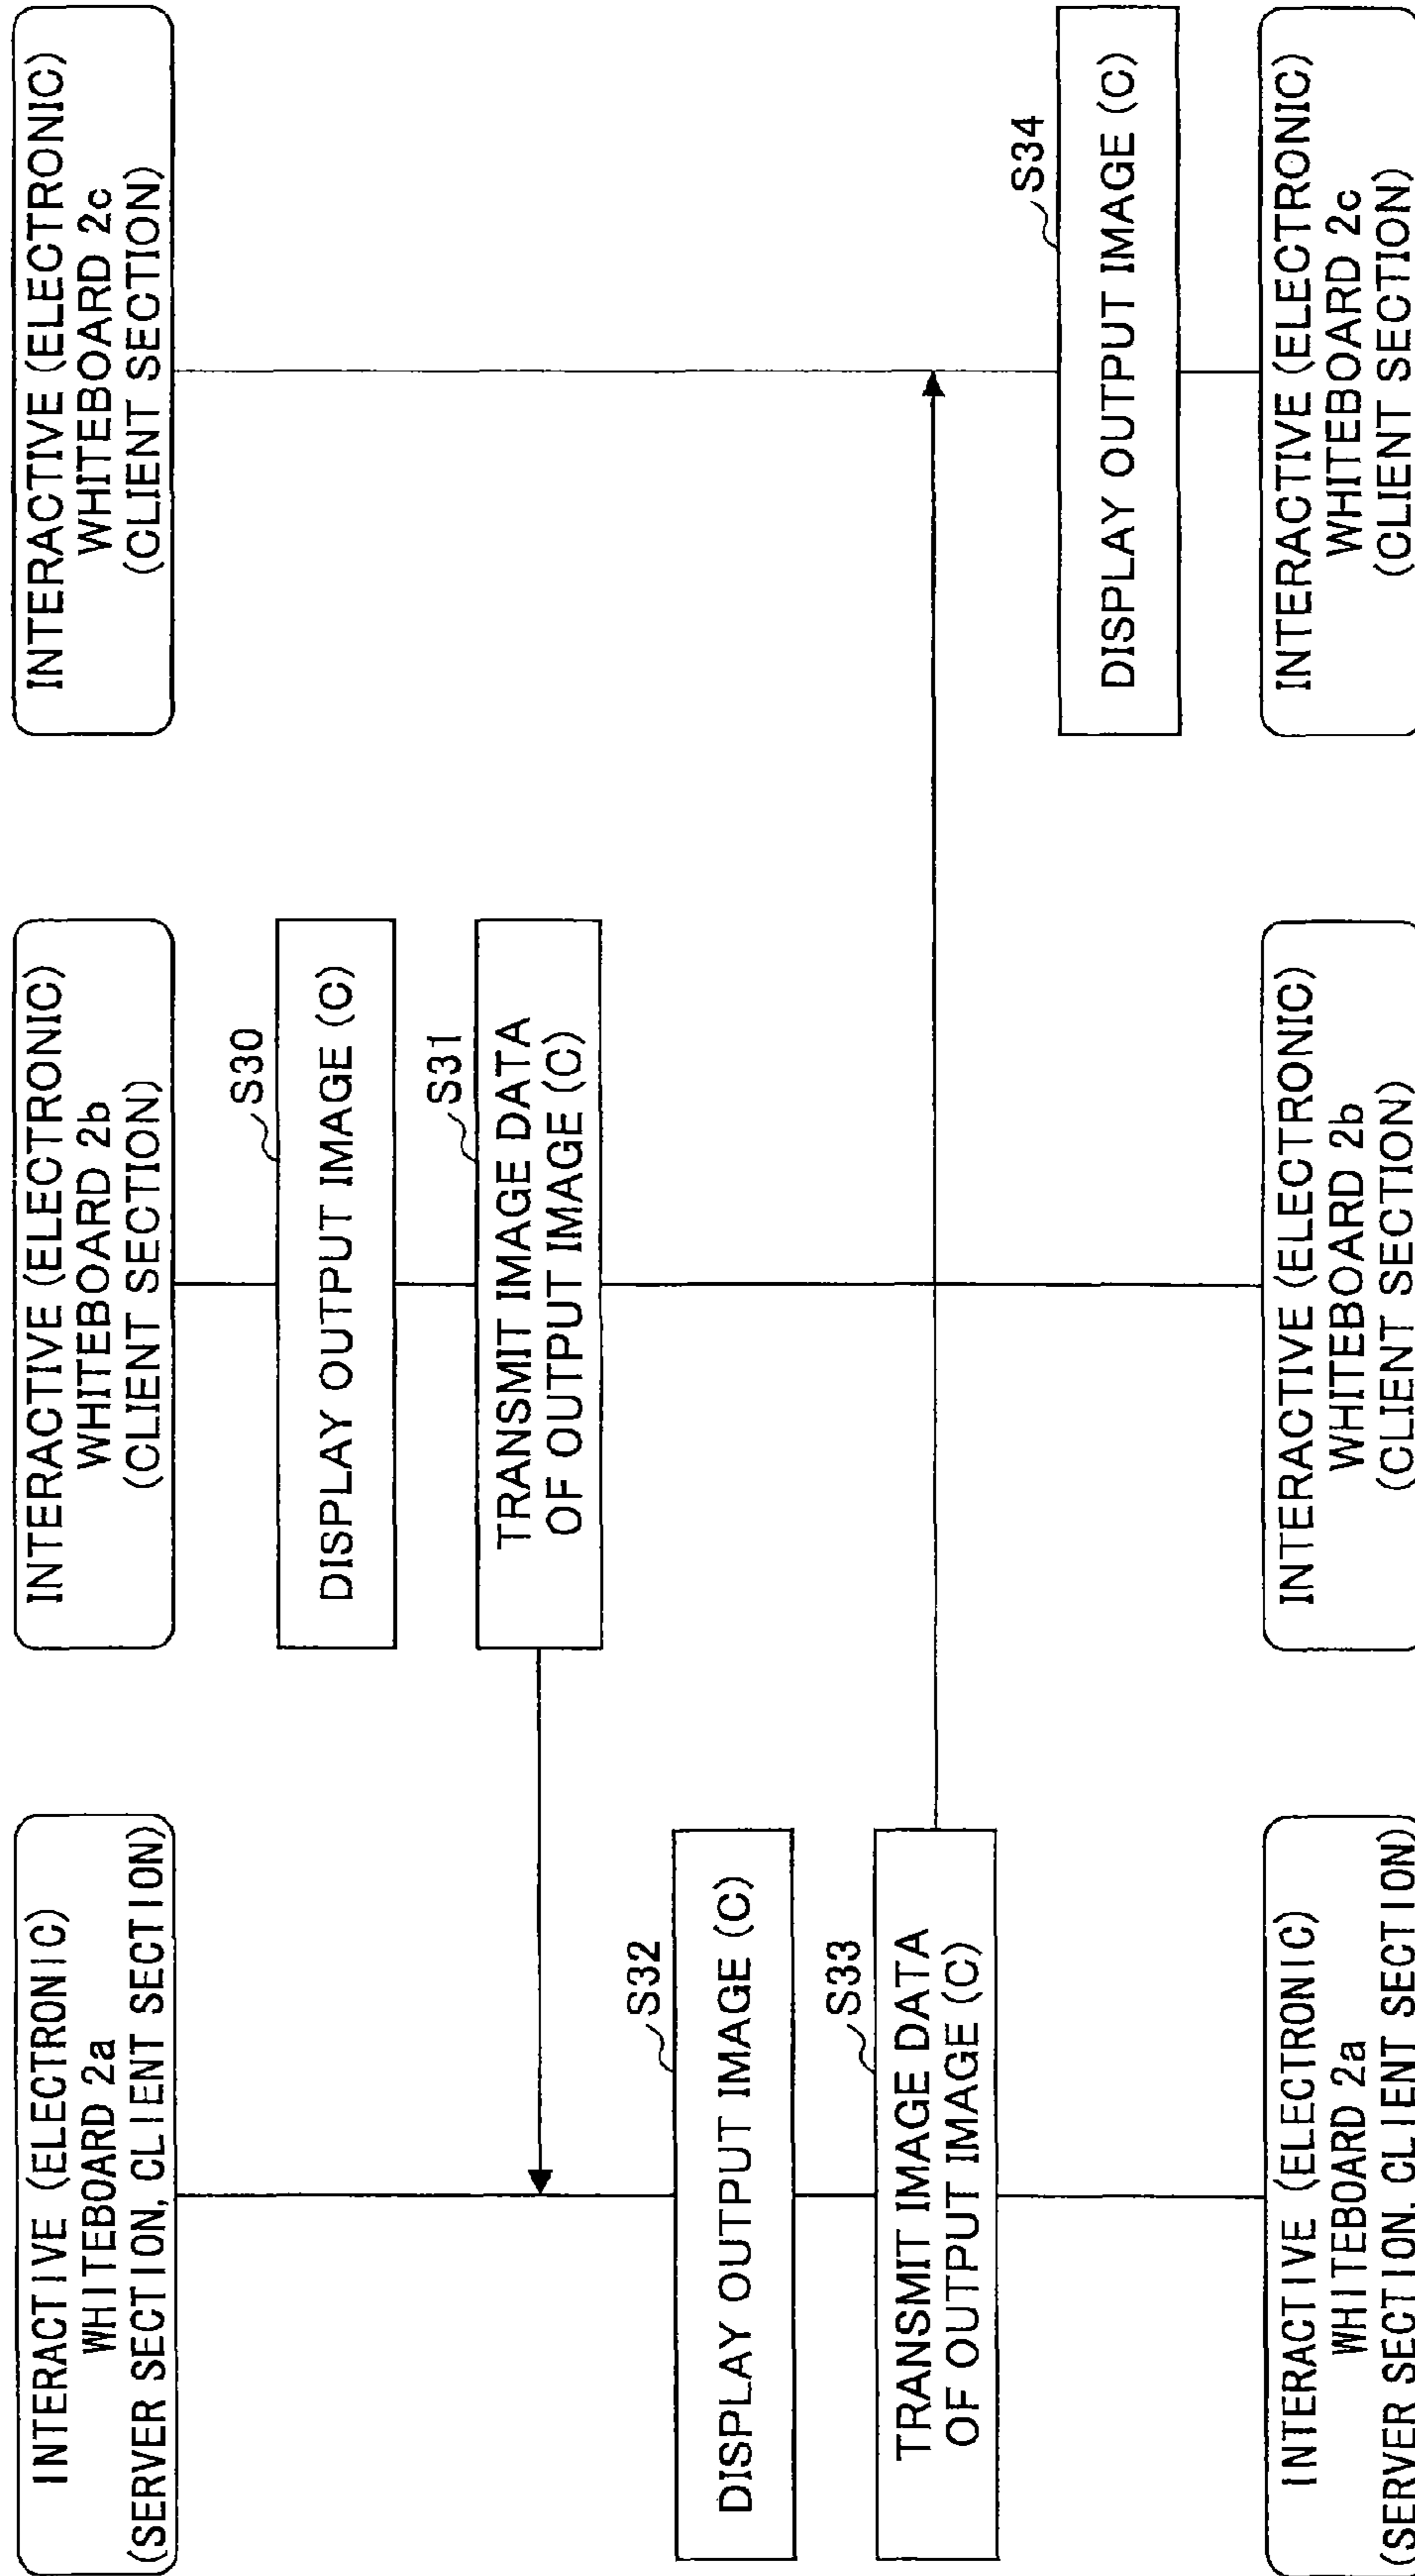 INTERACTIVE (ELECTRONIC)
WHITEBOARD 2a
(SERVER SECTION, CLIENT SECTION)
INTERACTIVE (ELECTRONIC)
WHITEBOARD 2b
(CLIENT SECTION)
INTERACTIVE (ELECTRONIC)
WHITEBOARD 2c
(CLIENT SECTION)
S30
DISPLAY OUTPUT IMAGE (C)
S31
TRANSMIT IMAGE DATA
OF OUTPUT IMAGE (C)
S32
DISPLAY OUTPUT IMAGE (C)
S33
TRANSMIT IMAGE DATA
OF OUTPUT IMAGE (C)
S34
DISPLAY OUTPUT IMAGE (C)
INTERACTIVE (ELECTRONIC)
WHITEBOARD 2a
(SERVER SECTION, CLIENT SECTION)
INTERACTIVE (ELECTRONIC)
WHITEBOARD 2b
(CLIENT SECTION)
INTERACTIVE (ELECTRONIC)
WHITEBOARD 2c
(CLIENT SECTION)